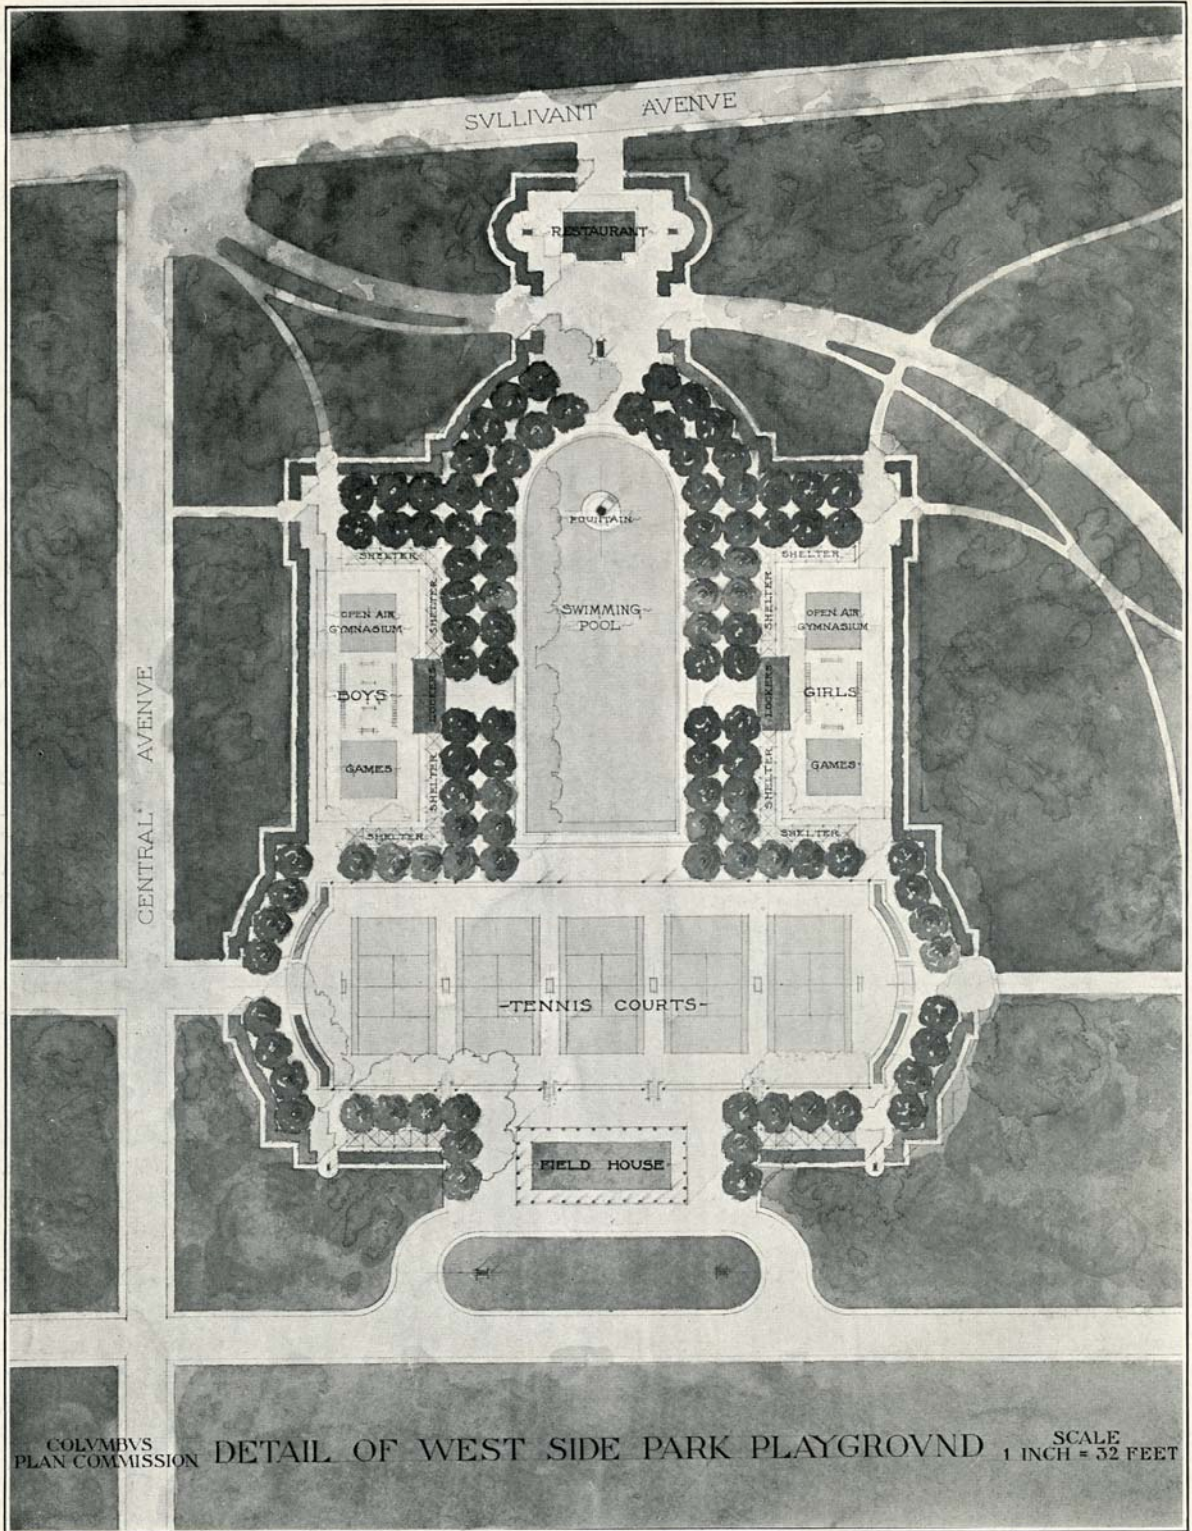 SVLLIVANT AVENVE
RESTAURANT
FOUNTAIN
SHELTER
SHELTER
SHELTER
SHELTER
OPEN AIR
GYMNASIUM
OPEN AIR
GYMNASIUM
SWIMMING
POOL
BOYS
LOCKERS
LOCKERS
GIRLS
CENTRAL AVENVE
GAMES
SHELTER
SHELTER
GAMES
SHELTER
SHELTER
-TENNIS COURTS-
FIELD HOUSE
COLVMBVS
PLAN COMMISSION
DETAIL OF WEST SIDE PARK PLAYGROVND
SCALE
1 INCH = 32 FEET